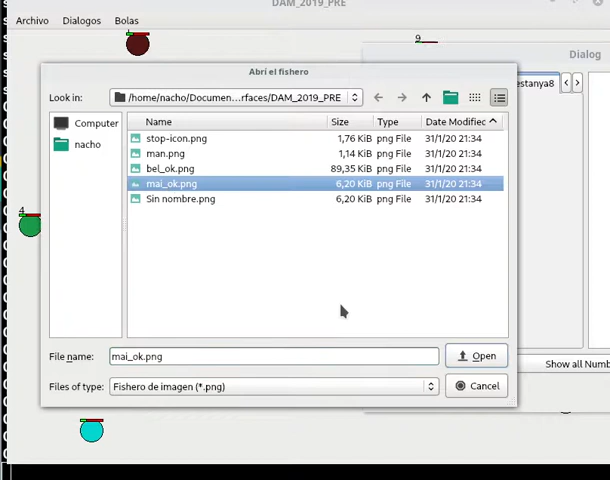 DAM_2019_PRE
Archivo Dialogos Bolas
9
Dialog
Abrí el fishero
estanya8
Look in: /home/nacho/Documen...rfaces/DAM_2019_PRE
Computer
nacho
Name Size Type Date Modifiec
stop-icon.png 1,76 KiB png File 31/1/20 21:34
man.png 1,14 KiB png File 31/1/20 21:34
bel_ok.png 89,35 KiB png File 31/1/20 21:34
mai_ok.png 6,20 KiB png File 31/1/20 21:34
Sin nombre.png 6,20 KiB png File 31/1/20 21:34
4
File name: mai_ok.png Open
Show all Numb
Files of type: Fishero de imagen (*.png) Cancel